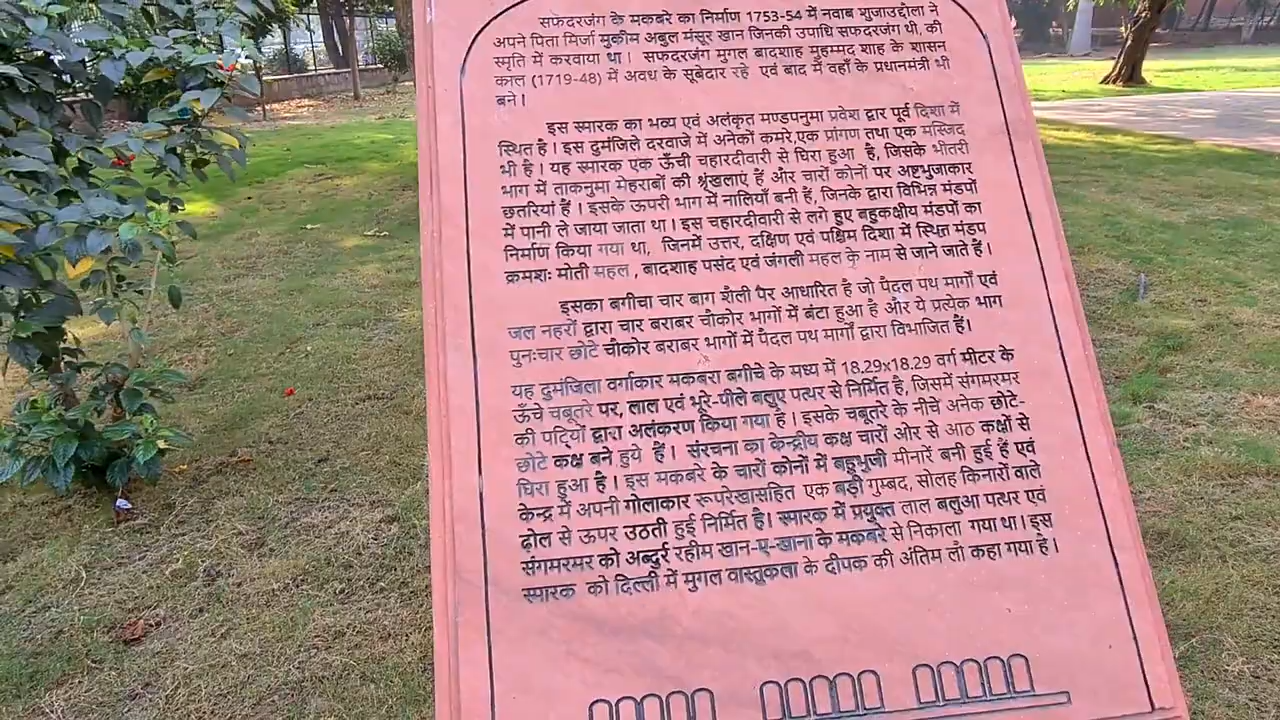 सफदरजंग के मकबरे का निर्माण 1753-54 में नवाब शुजाउद्दौला ने
अपने पिता मिर्जा मुकीम अबुल मंसूर खान जिनकी उपाधि सफदरजंग थी, की
स्मृति में करवाया था। सफदरजंग मुगल बादशाह मुहम्मद शाह के शासन
काल (1719-48) में अवध के सूबेदार रहें एवं बाद में वहाँ के प्रधानमंत्री भी
बने।
इस स्मारक का भव्य एवं अलंकृत मण्डपनुमा प्रवेश द्वार पूर्व दिशा में
स्थित है। इस दुमंजिले दरवाजे में अनेकों कमरे,एक प्रांगण तथा एक मस्जिद
भी है। यह स्मारक एक ऊँची चहारदीवारी से घिरा हुआ है, जिसके भीतरी
भाग में ताकनुमा मेहराबों की श्रृंखलाएं हैं और चारों कोनों पर अष्टभुजाकार
छतरियां हैं। इसके ऊपरी भाग में नालियाँ बनी हैं, जिनके द्वारा विभिन्न मंडपों
में पानी ले जाया जाता था। इस चहारदीवारी से लगे हुए बहुकक्षीय मंडपों का
निर्माण किया गया था, जिनमें उत्तर, दक्षिण एवं पश्चिम दिशा में स्थित मंडप
क्रमशः मोती महल , बादशाह पसंद एवं जंगली महल के नाम से जाने जाते हैं।
इसका बगीचा चार बाग शैली पर आधारित है जो पैदल पथ मार्गों एवं
जल नहरों द्वारा चार बराबर चौकोर भागों में बंटा हुआ है और ये प्रत्येक भाग
पुनःचार छोटे चौकोर बराबर भागों में पैदल पथ मार्गों द्वारा विभाजित हैं।
यह दुमंजिला वर्गाकार मकबरा बगीचे के मध्य में 18.29x18.29 वर्ग मीटर के
ऊँचे चबूतरे पर, लाल एवं भूरे-पीले बलुए पत्थर से निर्मित है, जिसमें संगमरमर
की पट्यिों द्वारा अलंकरण किया गया है। इसके चबूतरे के नीचें अनेक छोटे-
छोटे कक्ष बने हुये हैं। संरचना का केन्द्रीय कक्ष चारों ओर से आठ कक्षों से
घिरा हुआ है। इस मकबरे के चारों कोनों में बहुभुजी मीनारें बनी हुई हैं एवं
केन्द्र में अपनी गोलाकार रूपरेखासहित एक बड़ी गुम्बद, सोलह किनारों वाले
ढ़ोल से ऊपर उठती हुई निर्मित है। स्मारक में प्रयुक्त लाल बलुआ पत्थर एवं
संगमरमर को अब्दुर्र रहीम खान-ए-खाना के मकबरे से निकाला गया था। इस
स्मारक को दिल्ली में मुगल वास्तुकला के दीपक की अंतिम लौ कहा गया है।